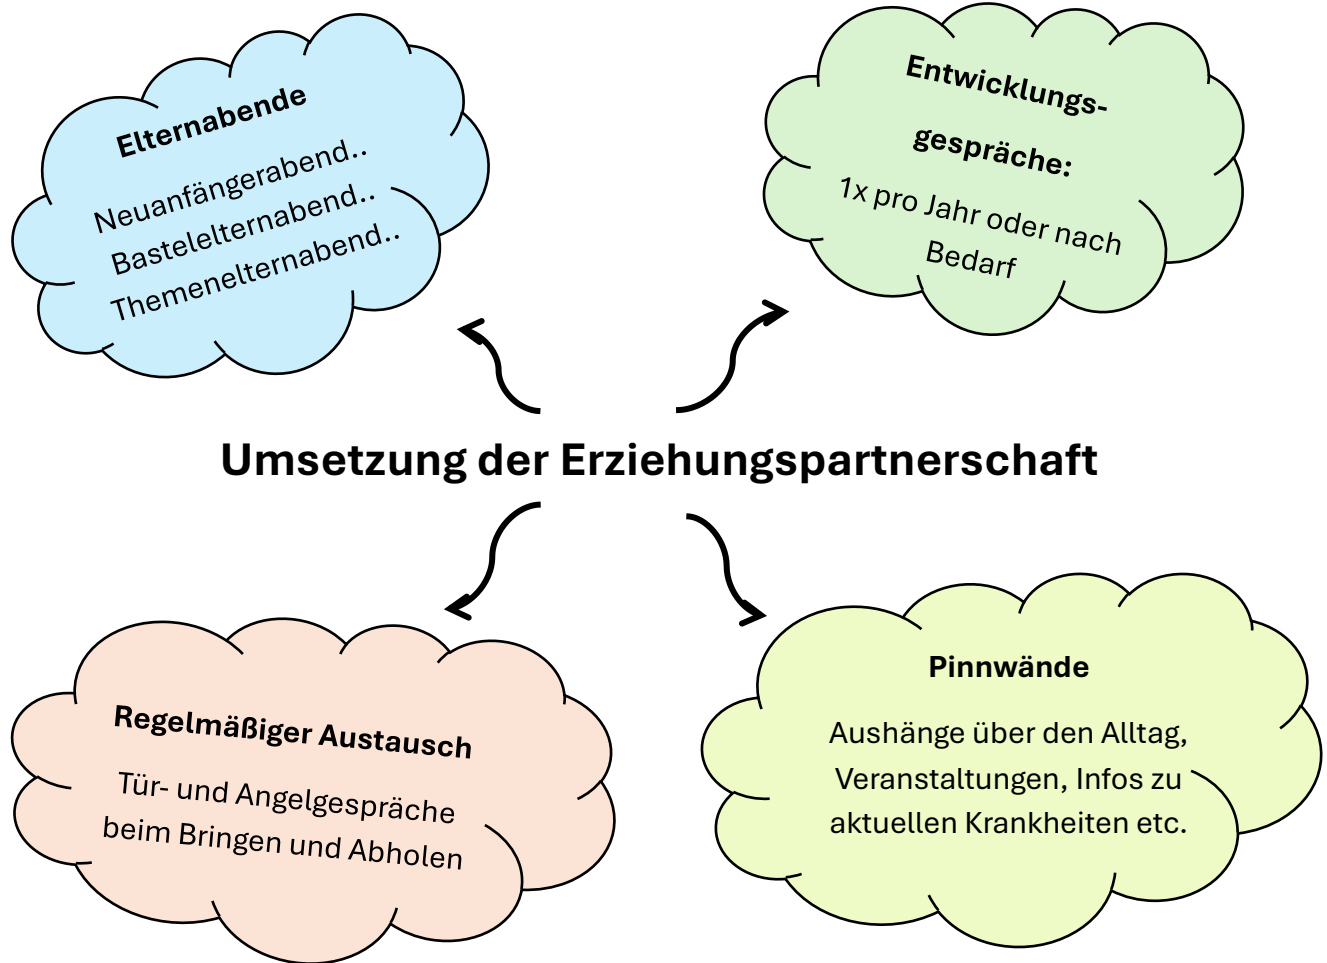 Elternabende
Neuanfängerabend..
Bastelelternabend..
Themenelternabend..
Entwicklungs-
gespräche:
1x pro Jahr oder nach
Bedarf
Umsetzung der Erziehungspartnerschaft
Regelmäßiger Austausch
Tür- und Angelgespräche
beim Bringen und Abholen
Pinnwände
Aushänge über den Alltag,
Veranstaltungen, Infos zu
aktuellen Krankheiten etc.